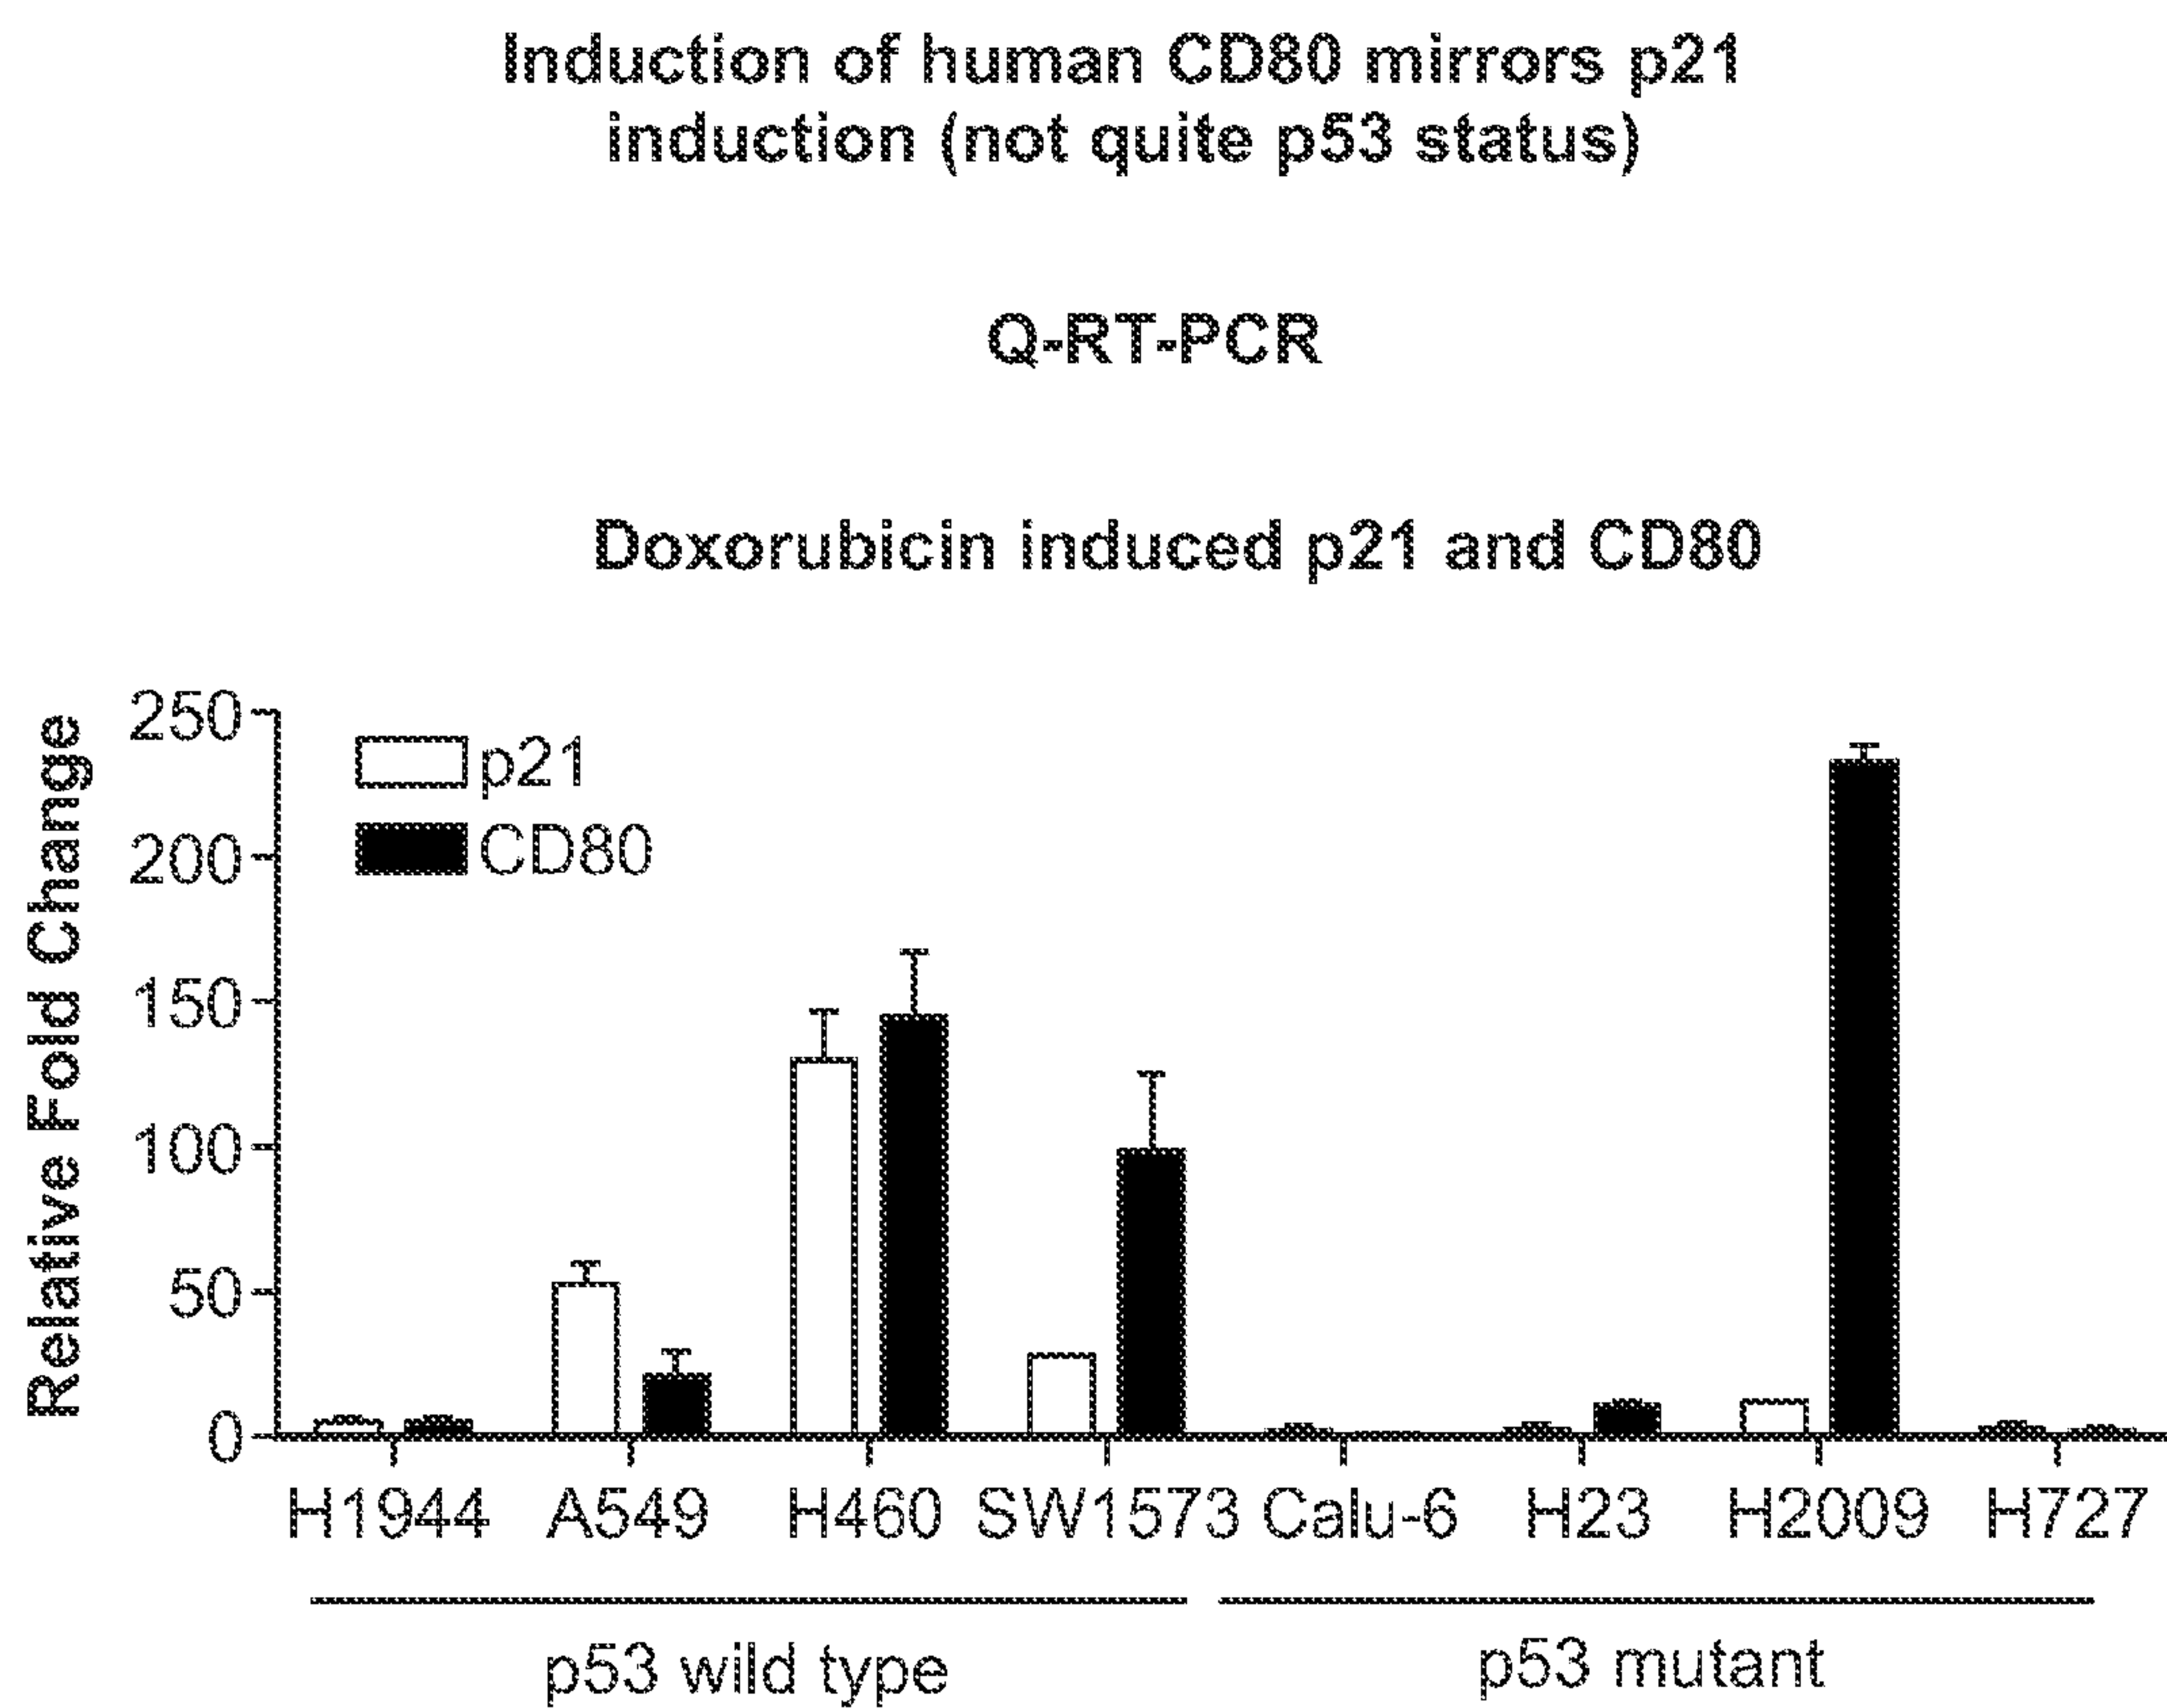 Induction of human CD80 mirrors p21
induction (not quite p53 status)
Q-RT-PCR
Doxorubicin induced p21 and CD80
Relative Fold Change
250
200
150
100
50
0
p21
CD80
H1944 A549 H460 SW1573 Calu-6 H23 H2009 H727
p53 wild type p53 mutant